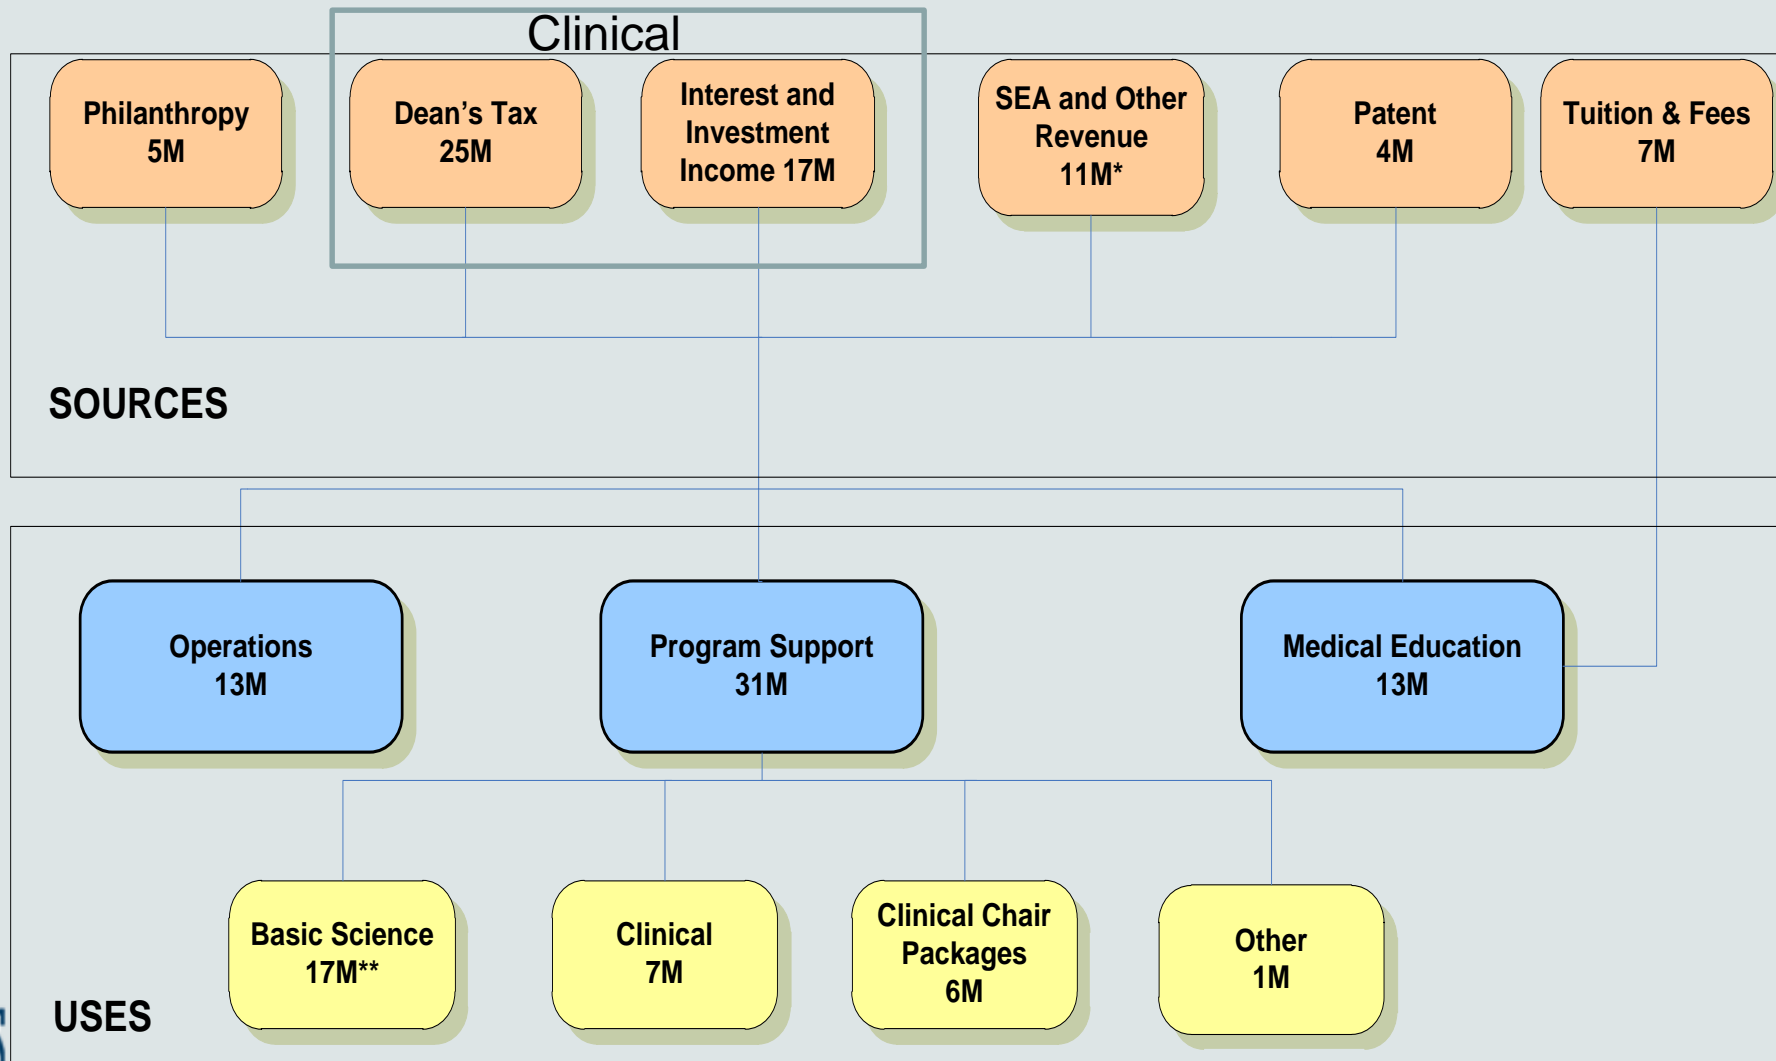 Clinical
Philanthropy
5M
Dean's Tax
25M
Interest and
Investment
Income 17M
SEA and Other
Revenue
11M*
Patent
4M
Tuition & Fees
7M
SOURCES
Operations
13M
Program Support
31M
Medical Education
13M
Basic Science
17M**
Clinical
7M
Clinical Chair
Packages
6M
Other
1M
USES